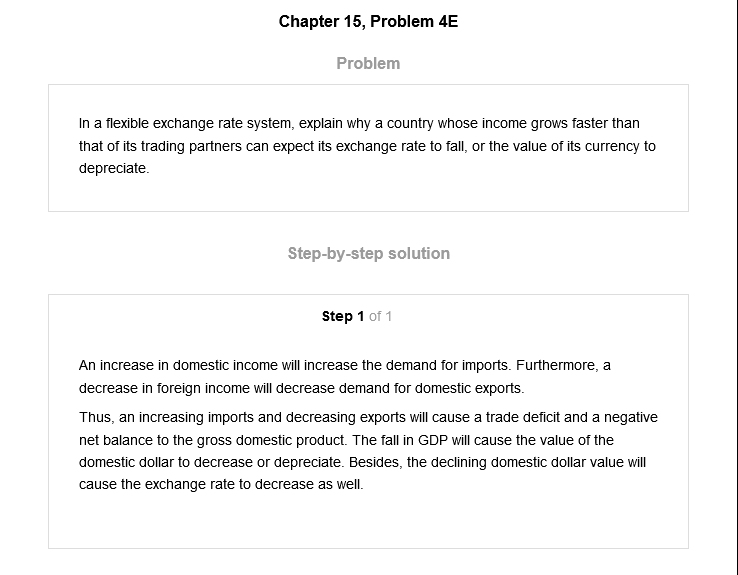 Chapter 15, Problem 4E
Problem
In a flexible exchange rate system, explain why a country whose income grows faster than
that of its trading partners can expect its exchange rate to fall, or the value of its currency to
depreciate.
Step-by-step solution
Step 1 of 1
An increase in domestic income will increase the demand for imports. Furthermore, a
decrease in foreign income will decrease demand for domestic exports.
Thus, an increasing imports and decreasing exports will cause a trade deficit and a negative
net balance to the gross domestic product. The fall in GDP will cause the value of the
domestic dollar to decrease or depreciate. Besides, the declining domestic dollar value will
cause the exchange rate to decrease as well.